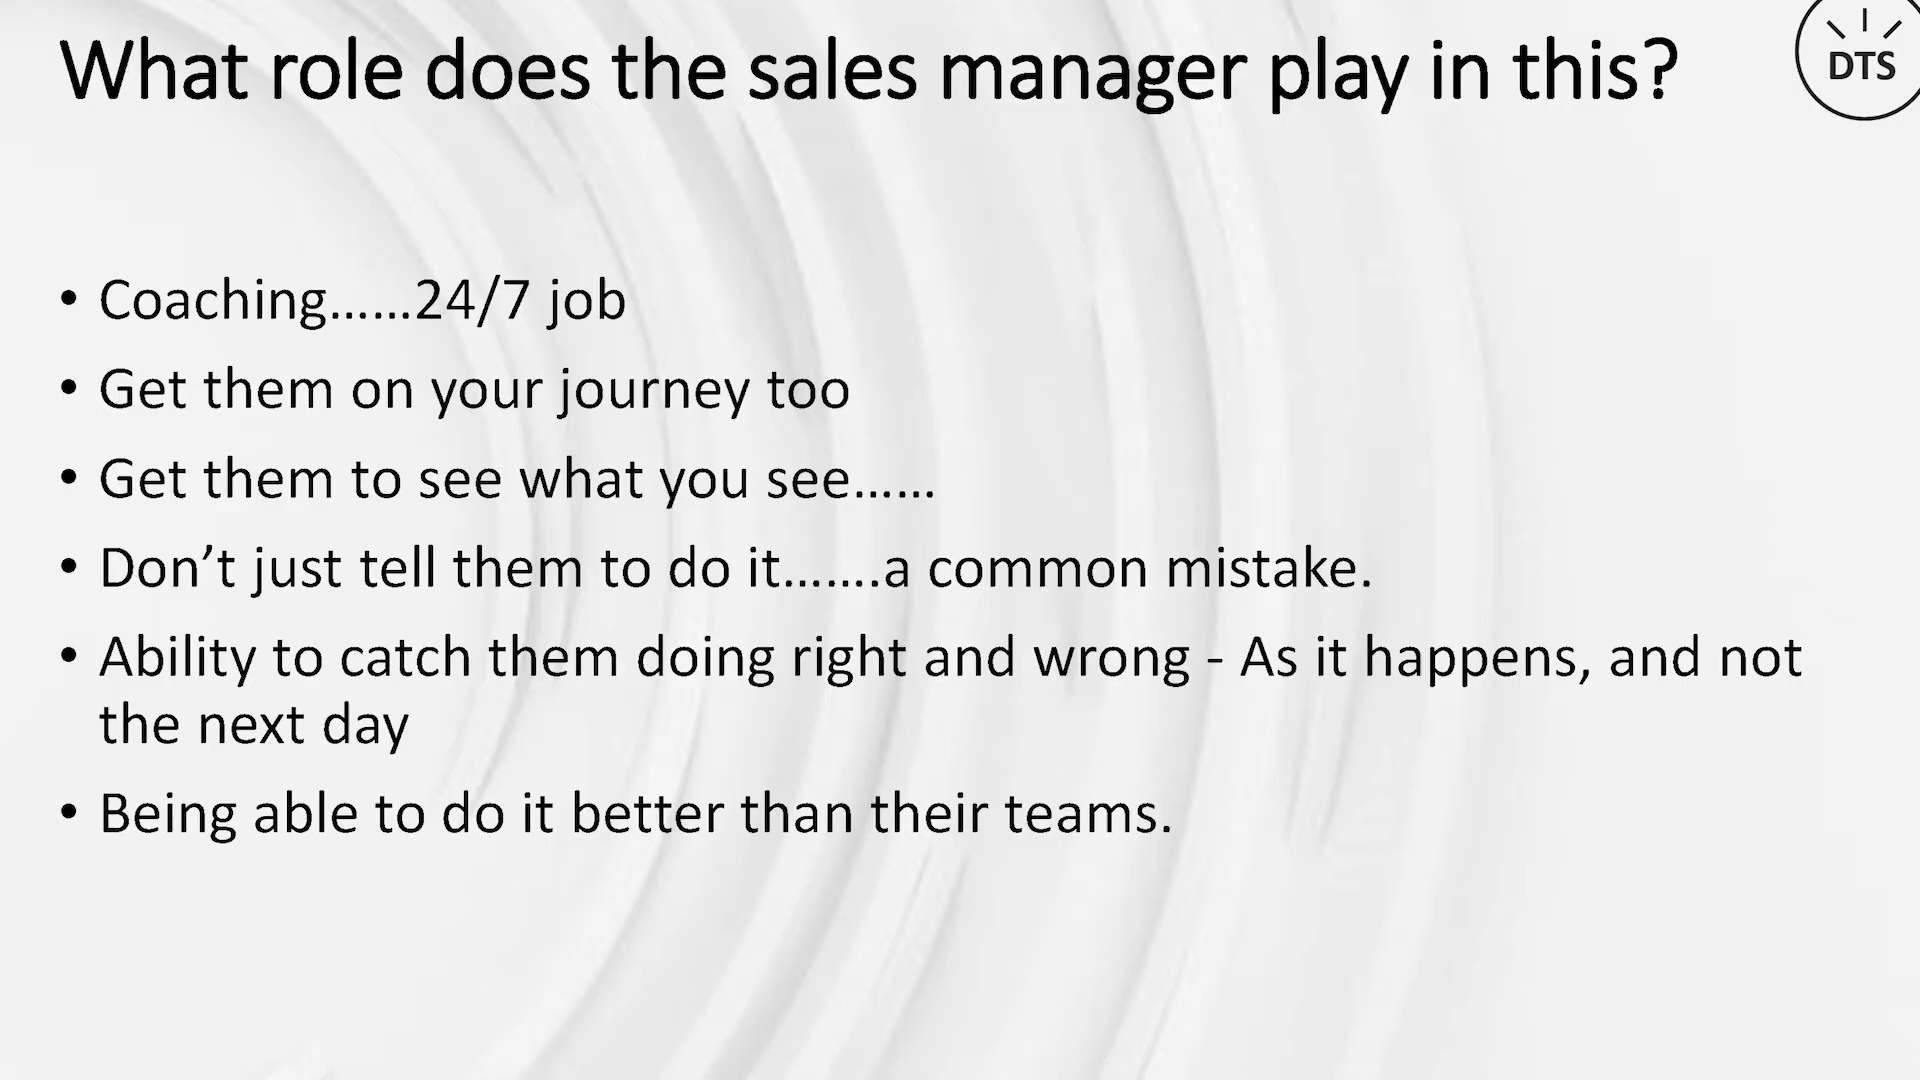 What role does the sales manager play in this?
DTS
• Coaching……24/7 job
• Get them on your journey too
• Get them to see what you see……
• Don’t just tell them to do it…….a common mistake.
• Ability to catch them doing right and wrong - As it happens, and not
the next day
• Being able to do it better than their teams.